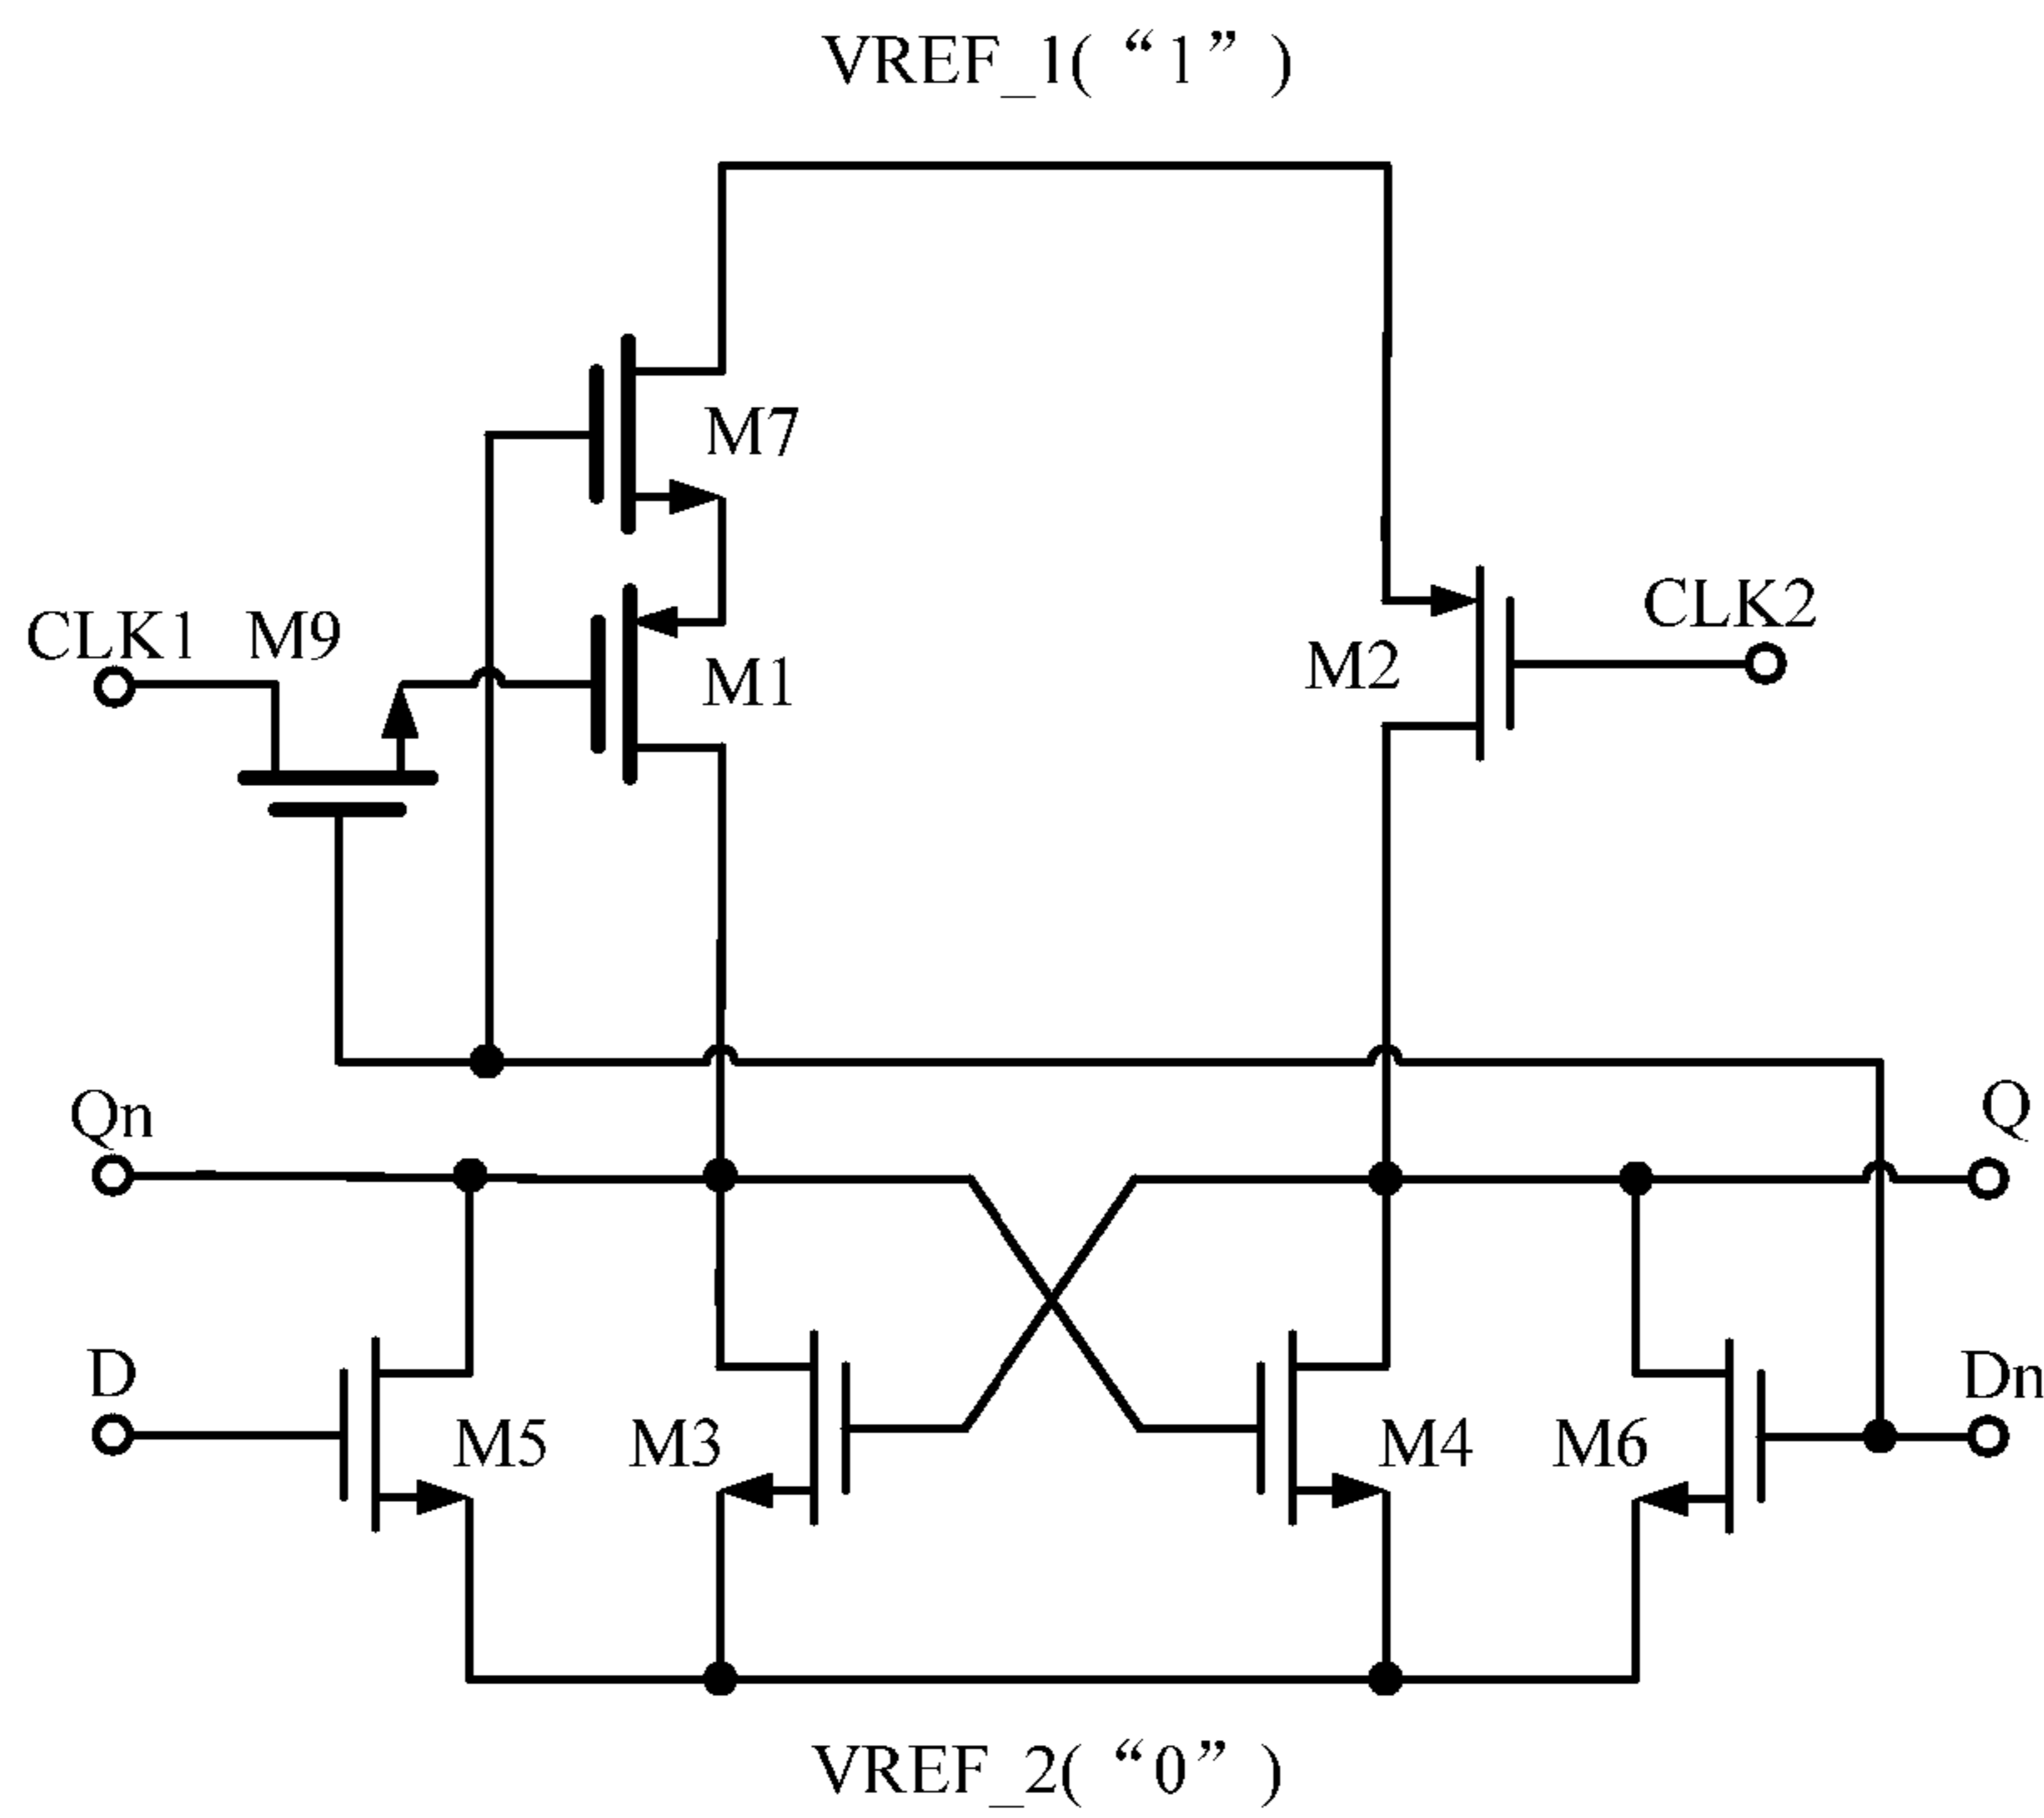 VREF_1(“1”)
M7
CLK1 M9
M1
M2
CLK2
Qn
Q
D
M5
M3
M4
M6
Dn
VREF_2(“0”)